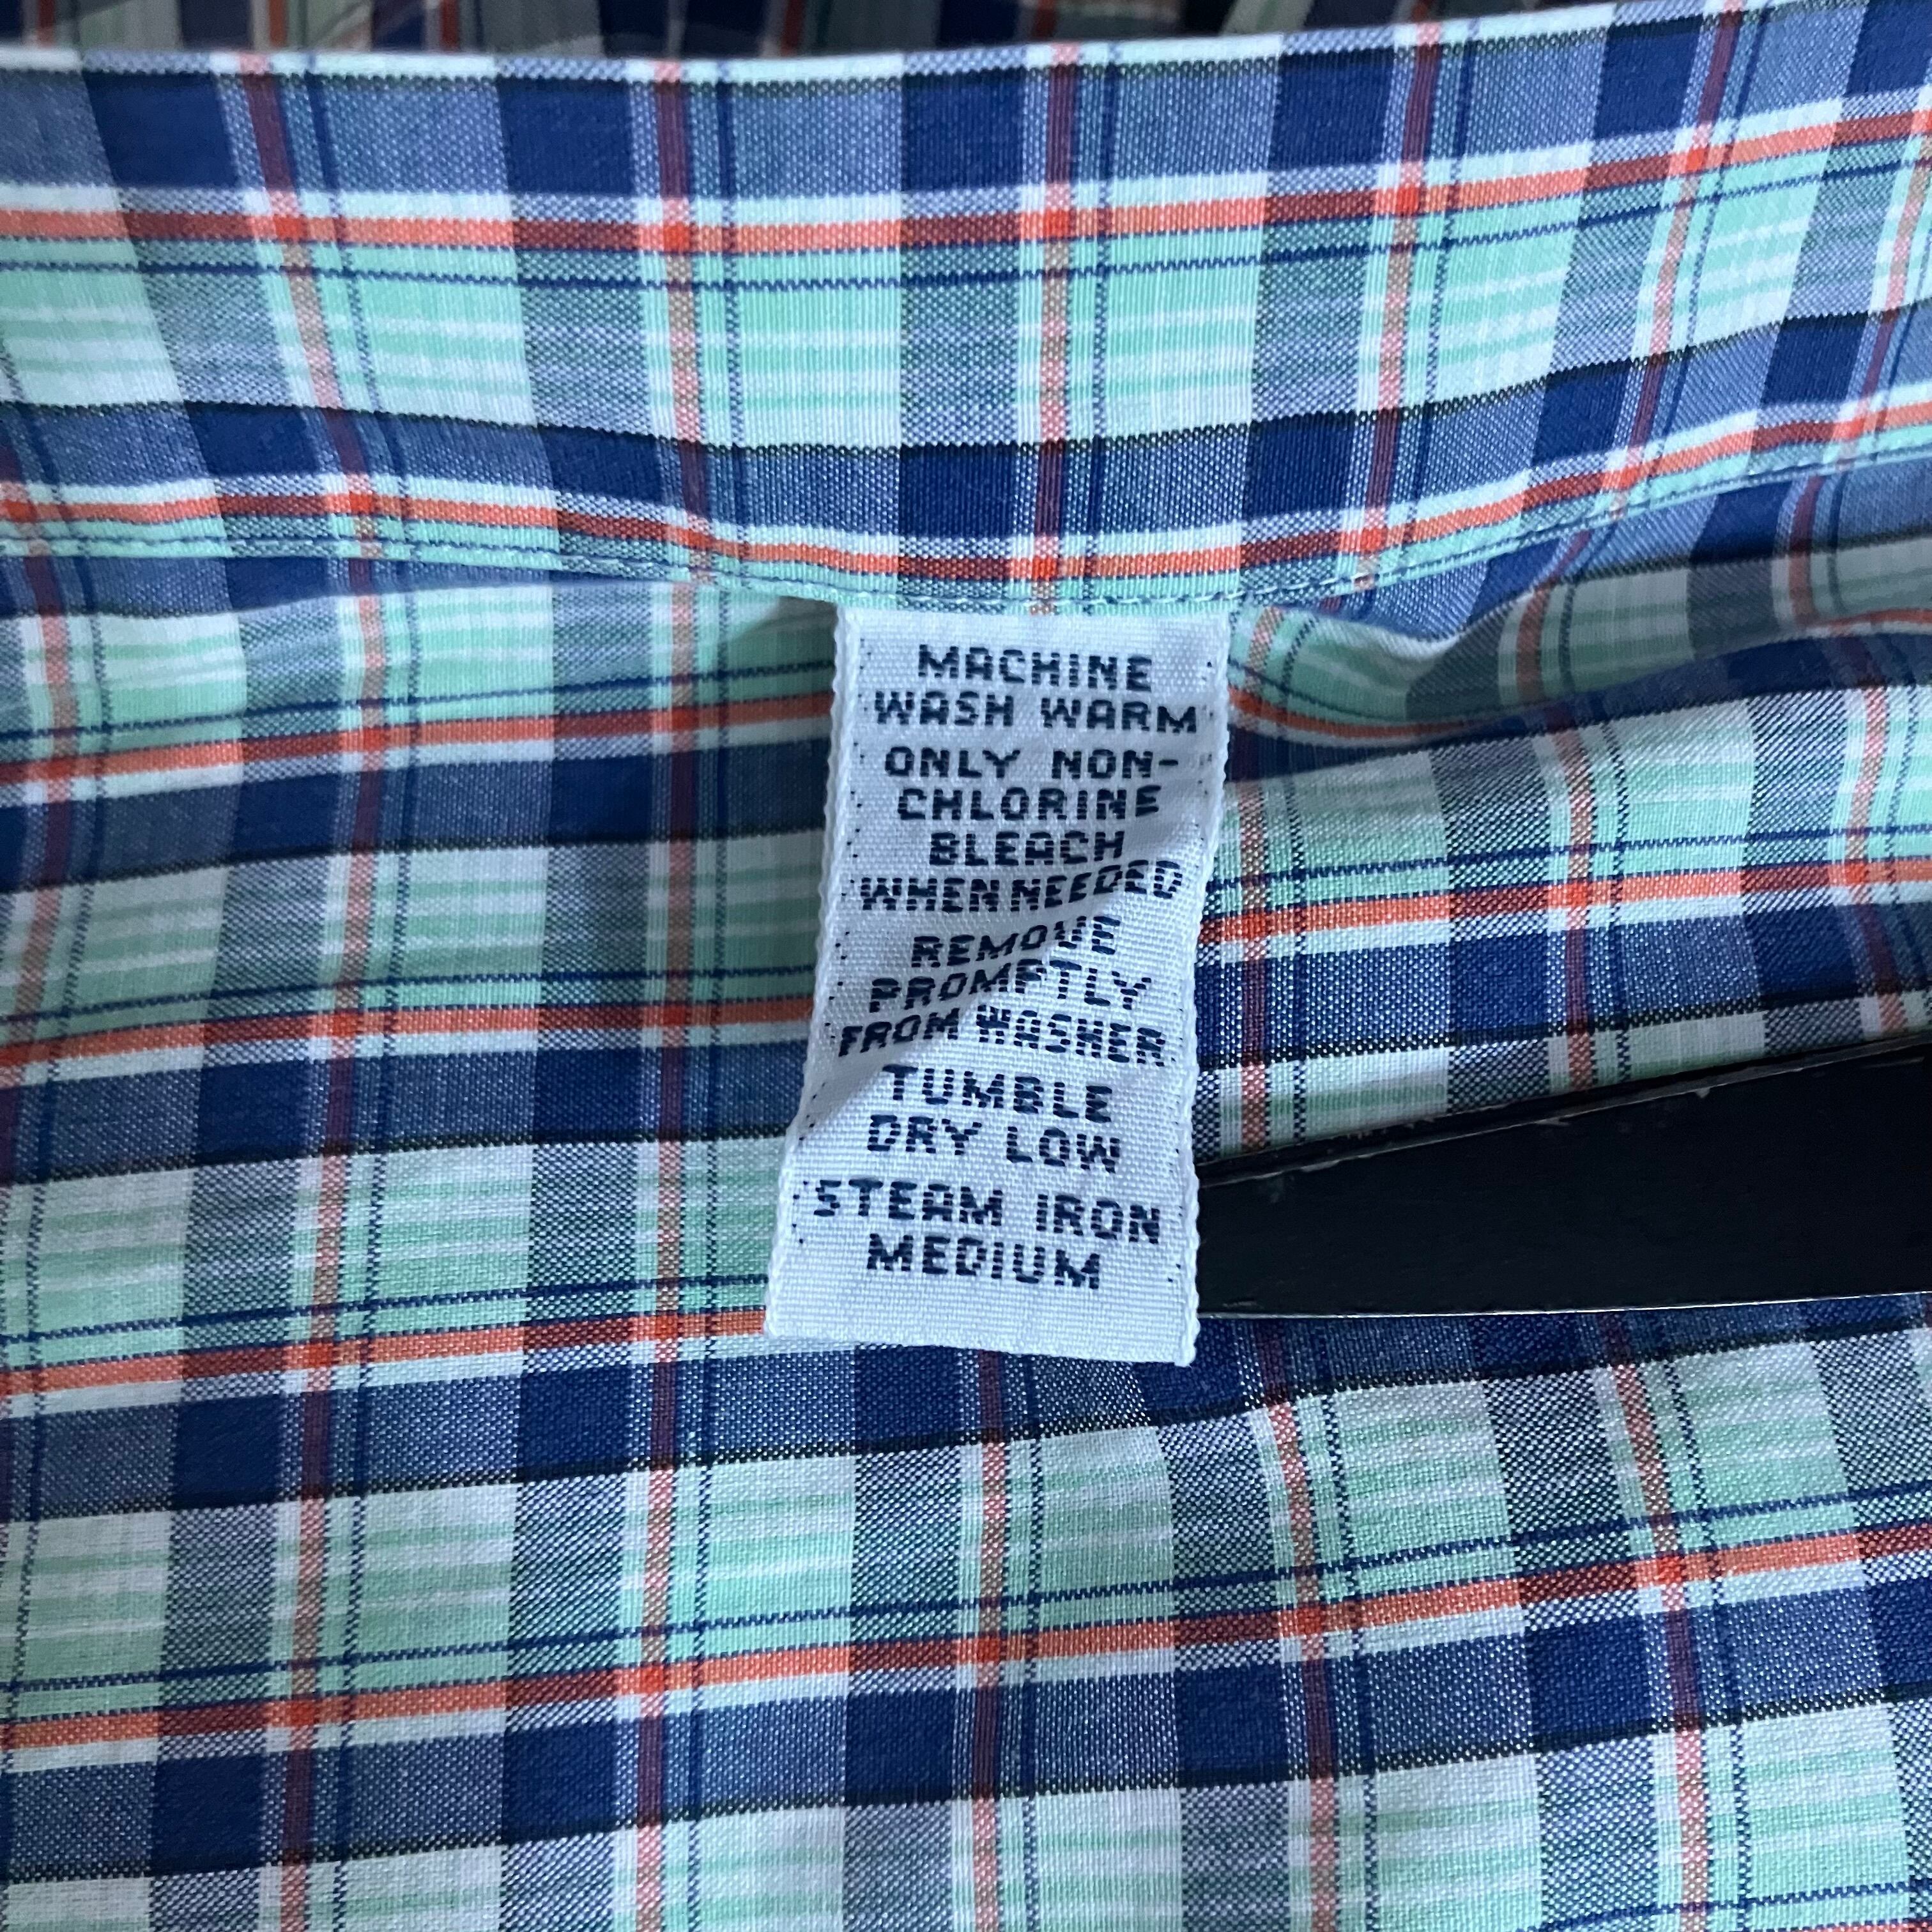 MACHINE
WASH WARM
ONLY NON-
CHLORINE
BLEACH
WHEN NEEDED
REMOVE
PROMPTLY
FROM WASHER
TUMBLE
DRY LOW
STEAM IRON
MEDIUM